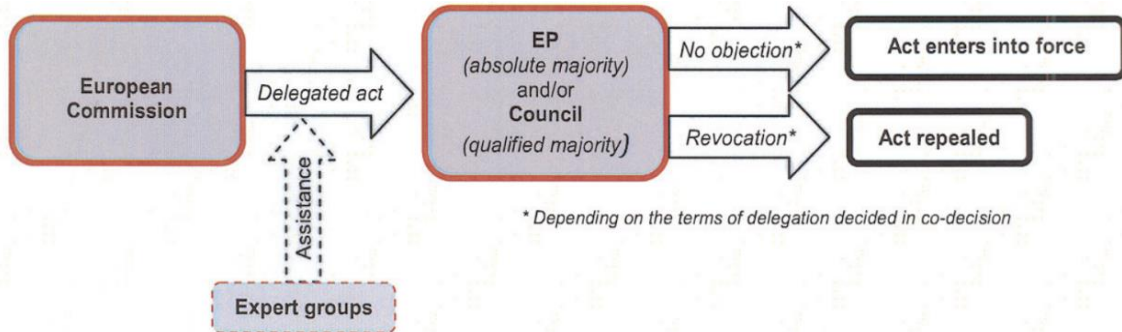 European
Commission
Delegated act
EP
(absolute majority)
and/or
Council
(qualified majority)
No objection*
Act enters into force
Revocation*
Act repealed
* Depending on the terms of delegation decided in co-decision
Assistance
Expert groups